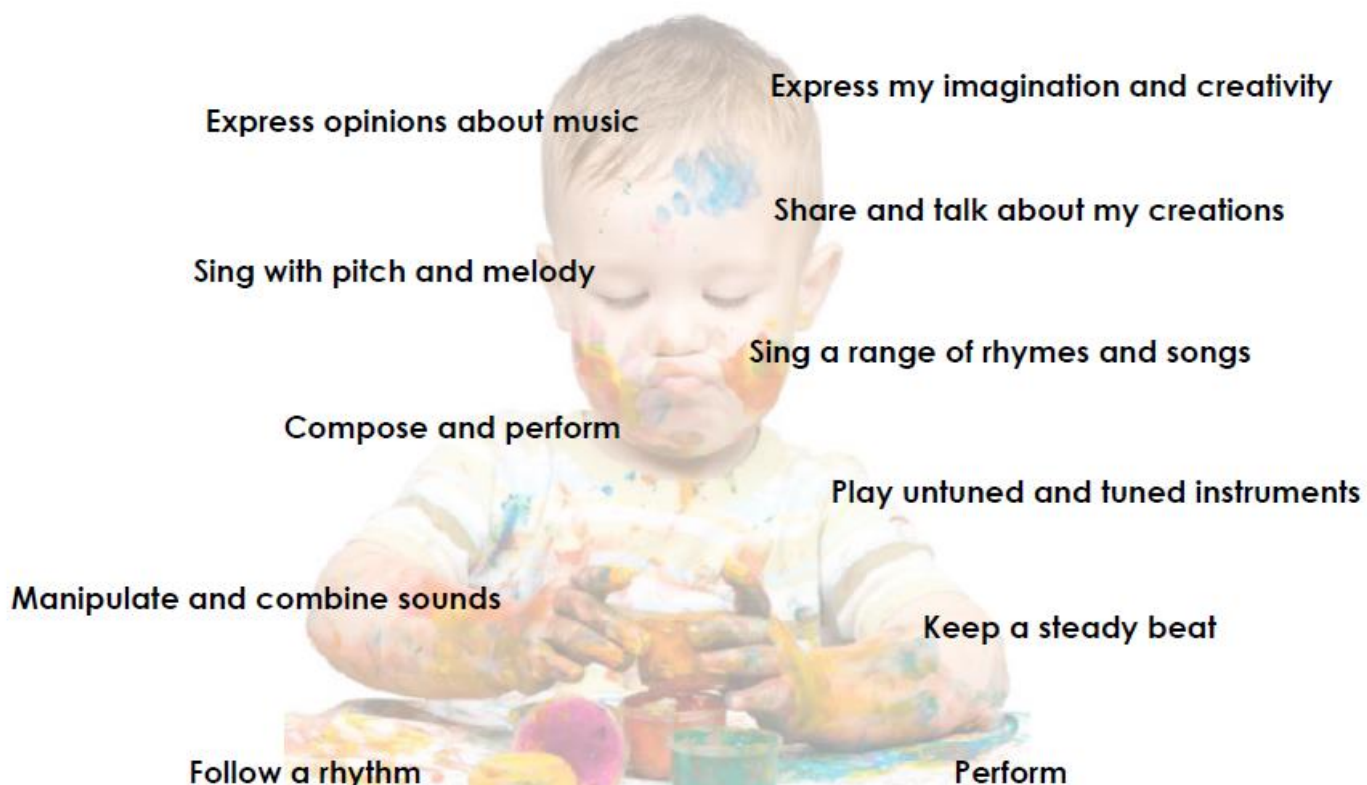 Express my imagination and creativity
Express opinions about music
Share and talk about my creations
Sing with pitch and melody
Sing a range of rhymes and songs
Compose and perform
Play untuned and tuned instruments
Manipulate and combine sounds
Keep a steady beat
Follow a rhythm
Perform